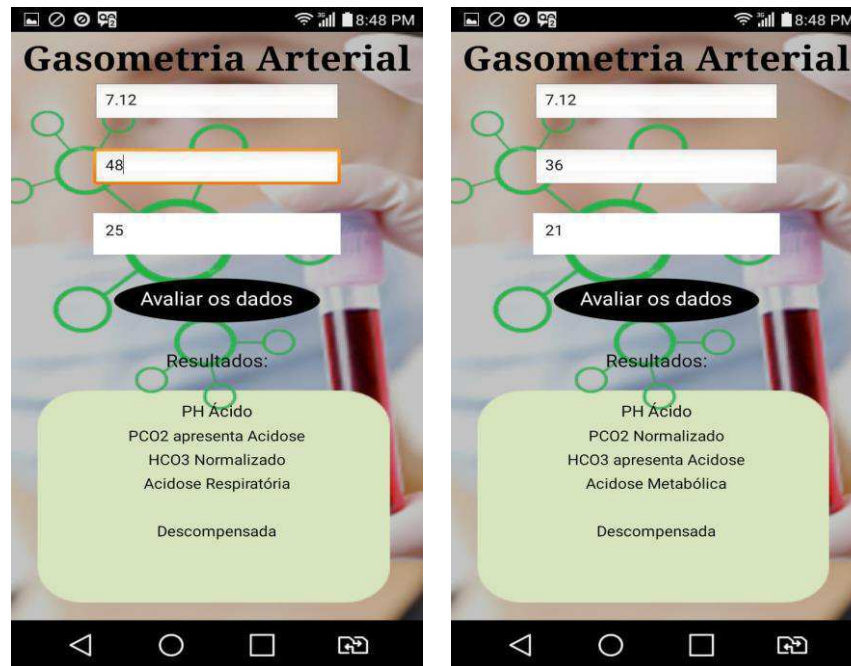 8:48 PM
Gasometria Arterial
7.12
48
25
Avaliar os dados
Resultados:
PH Ácido
PCO2 apresenta Acidose
HCO3 Normalizado
Acidose Respiratória
Descompensada
8:48 PM
Gasometria Arterial
7.12
36
21
Avaliar os dados
Resultados:
PH Ácido
PCO2 Normalizado
HCO3 apresenta Acidose
Acidose Metabólica
Descompensada